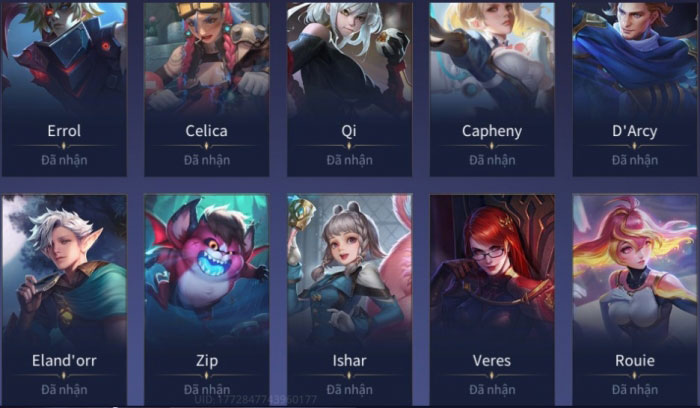 Errol
Celica
Qi
Capheny
D'Arcy
Đã nhận
Đã nhận
Đã nhận
Đã nhận
Đã nhận
Eland'orr
Zip
Ishar
Veres
Rouie
Đã nhận
Đã nhận
Đã nhận
Đã nhận
Đã nhận
UID: 1772847743960177